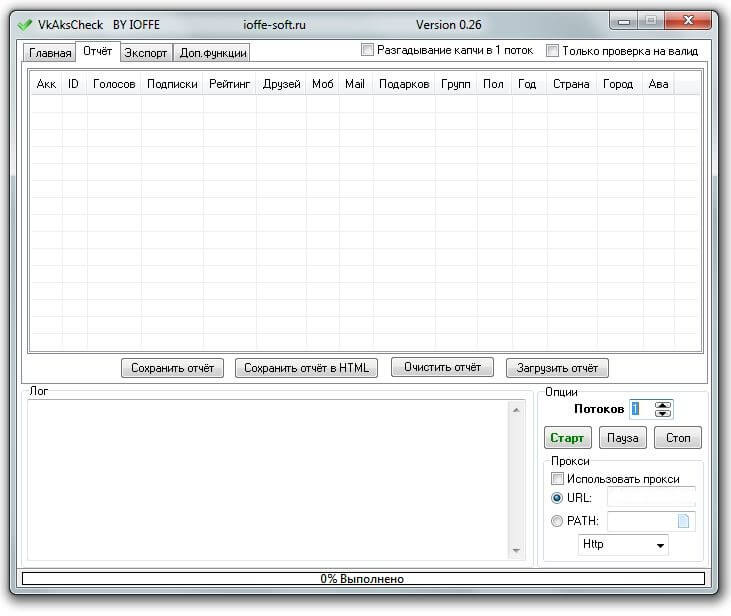 VkAksCheck BY IOFFE ioffe-soft.ru Version 0.26
Главная Отчёт Экспорт Доп.функции Разгадывание капчи в 1 поток Только проверка на валид
Акк ID Голосов Подписки Рейтинг Друзей Моб Mail Подарков Групп Пол Год Страна Город Ава
Сохранить отчёт Сохранить отчёт в HTML Очистить отчёт Загрузить отчёт
Лог
Опции
Потоков 1
Старт Пауза Стоп
Прокси
Использовать прокси
URL:
PATH:
Http
0% Выполнено